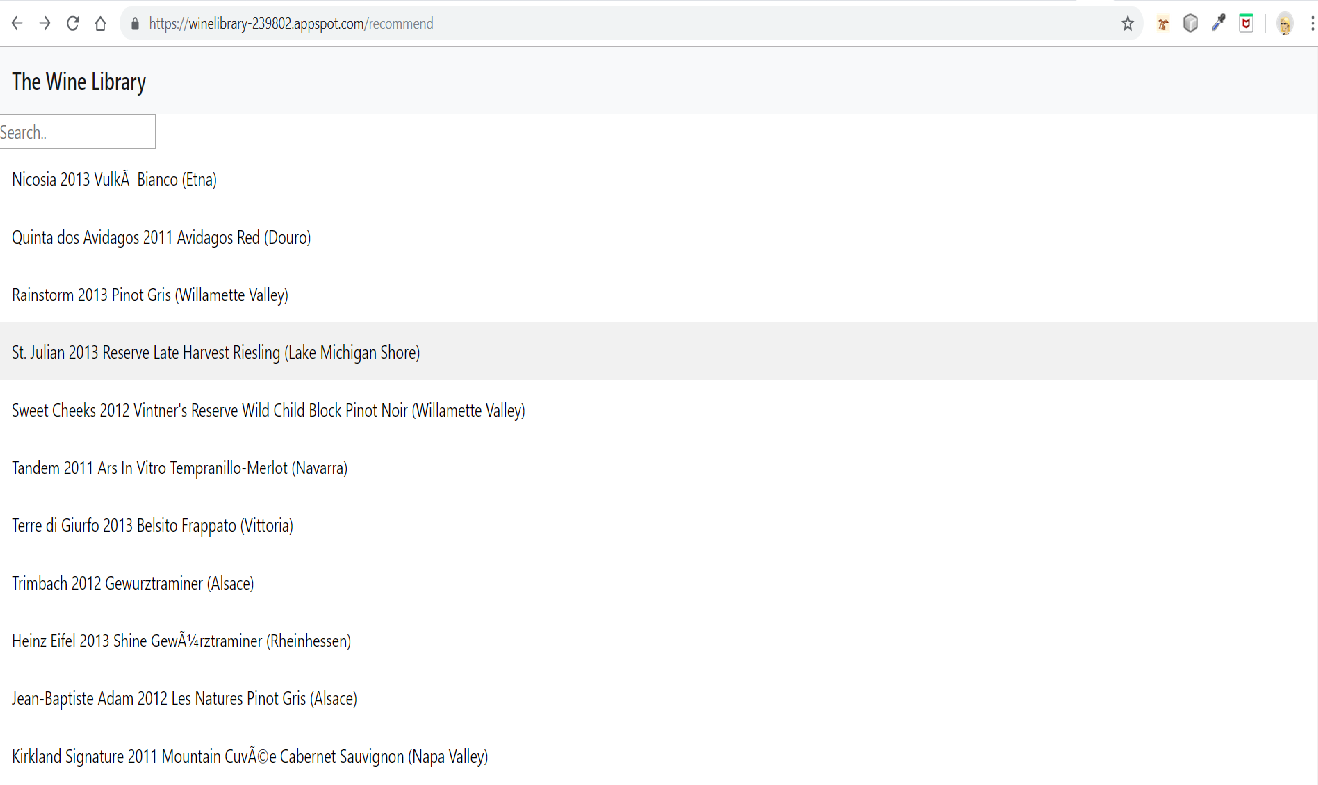 https://winelibrary-239802.appspot.com/recommend
The Wine Library
Search..
Nicosia 2013 VulkÃ  Bianco (Etna)
Quinta dos Avidagos 2011 Avidagos Red (Douro)
Rainstorm 2013 Pinot Gris (Willamette Valley)
St. Julian 2013 Reserve Late Harvest Riesling (Lake Michigan Shore)
Sweet Cheeks 2012 Vintner's Reserve Wild Child Block Pinot Noir (Willamette Valley)
Tandem 2011 Ars In Vitro Tempranillo-Merlot (Navarra)
Terre di Giurfo 2013 Belsito Frappato (Vittoria)
Trimbach 2012 Gewurztraminer (Alsace)
Heinz Eifel 2013 Shine GewÃ¼rztraminer (Rheinhessen)
Jean-Baptiste Adam 2012 Les Natures Pinot Gris (Alsace)
Kirkland Signature 2011 Mountain CuvÃ©e Cabernet Sauvignon (Napa Valley)